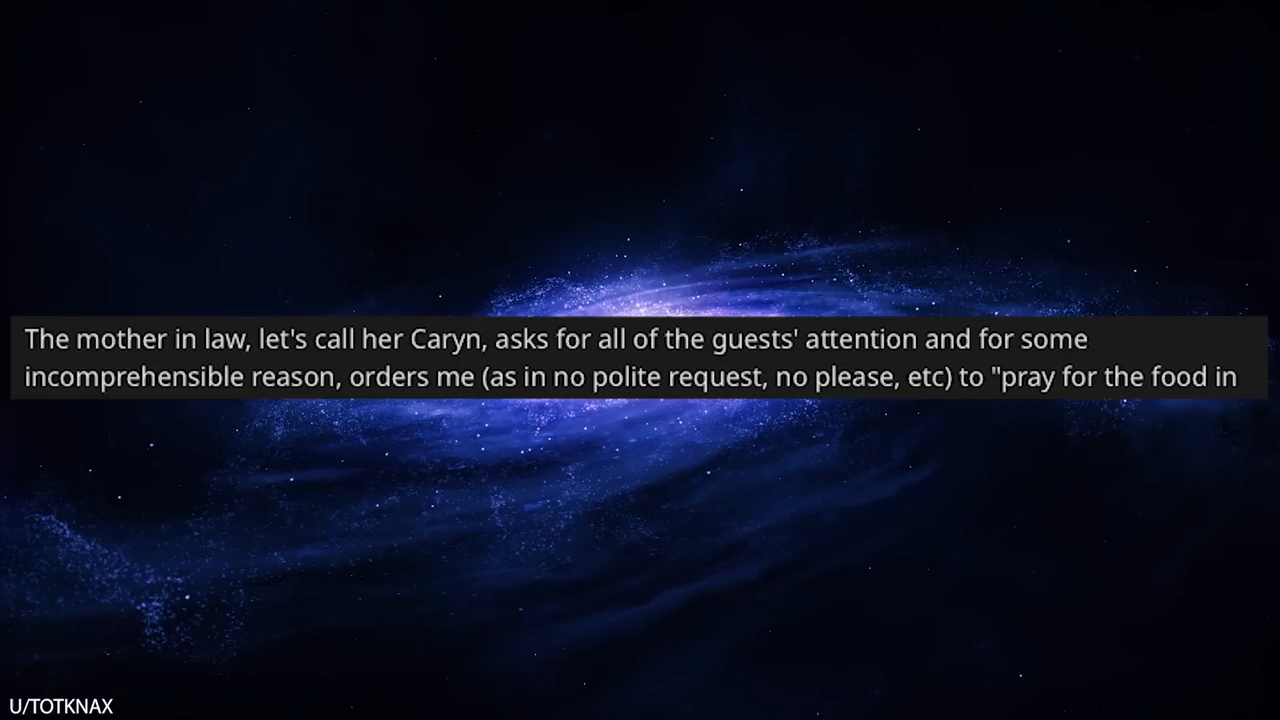 The mother in law, let's call her Caryn, asks for all of the guests' attention and for some
incomprehensible reason, orders me (as in no polite request, no please, etc) to "pray for the food in
U/TOTKNAX